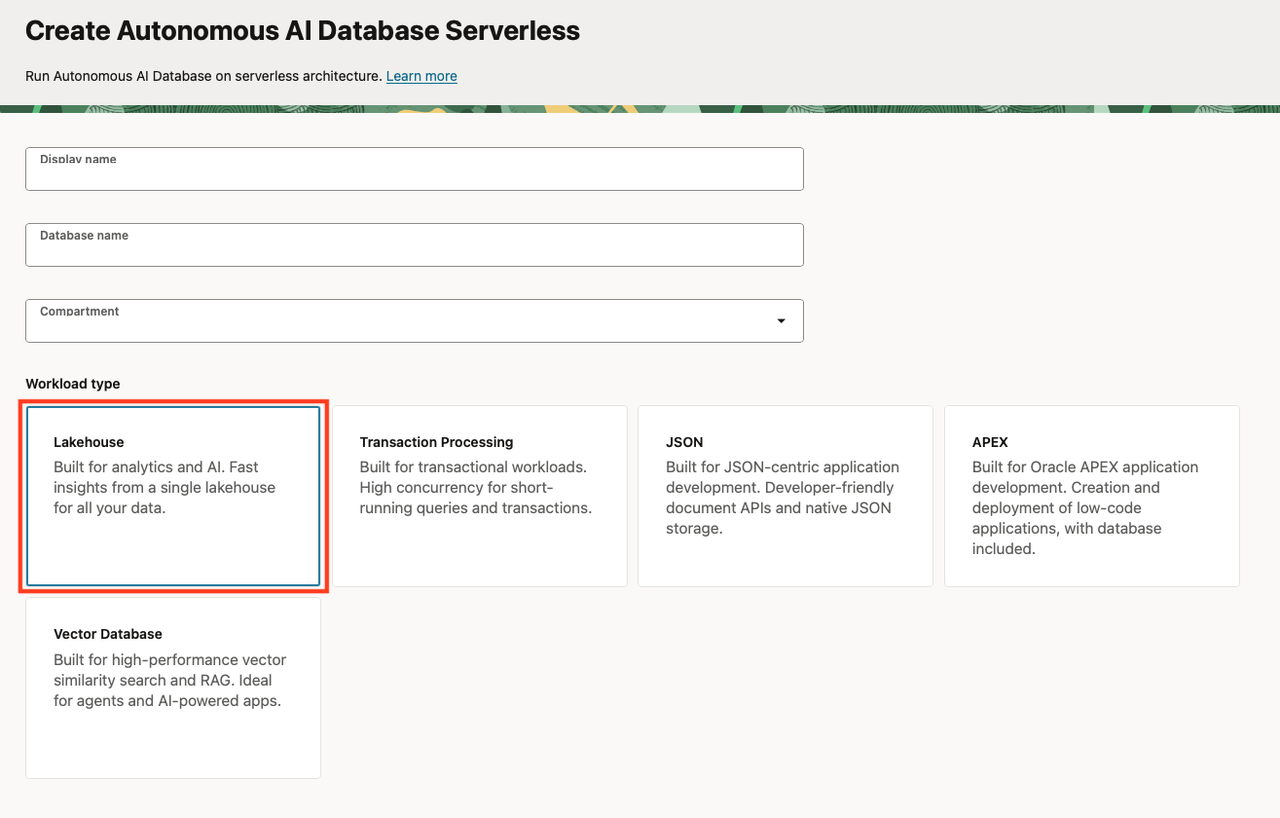 Create Autonomous AI Database Serverless
Run Autonomous AI Database on serverless architecture. Learn more
Display name
Database name
Compartment
Workload type
Lakehouse
Built for analytics and AI. Fast
insights from a single lakehouse
for all your data.
Transaction Processing
Built for transactional workloads.
High concurrency for short-
running queries and transactions.
JSON
Built for JSON-centric application
development. Developer-friendly
document APIs and native JSON
storage.
APEX
Built for Oracle APEX application
development. Creation and
deployment of low-code
applications, with database
included.
Vector Database
Built for high-performance vector
similarity search and RAG. Ideal
for agents and AI-powered apps.